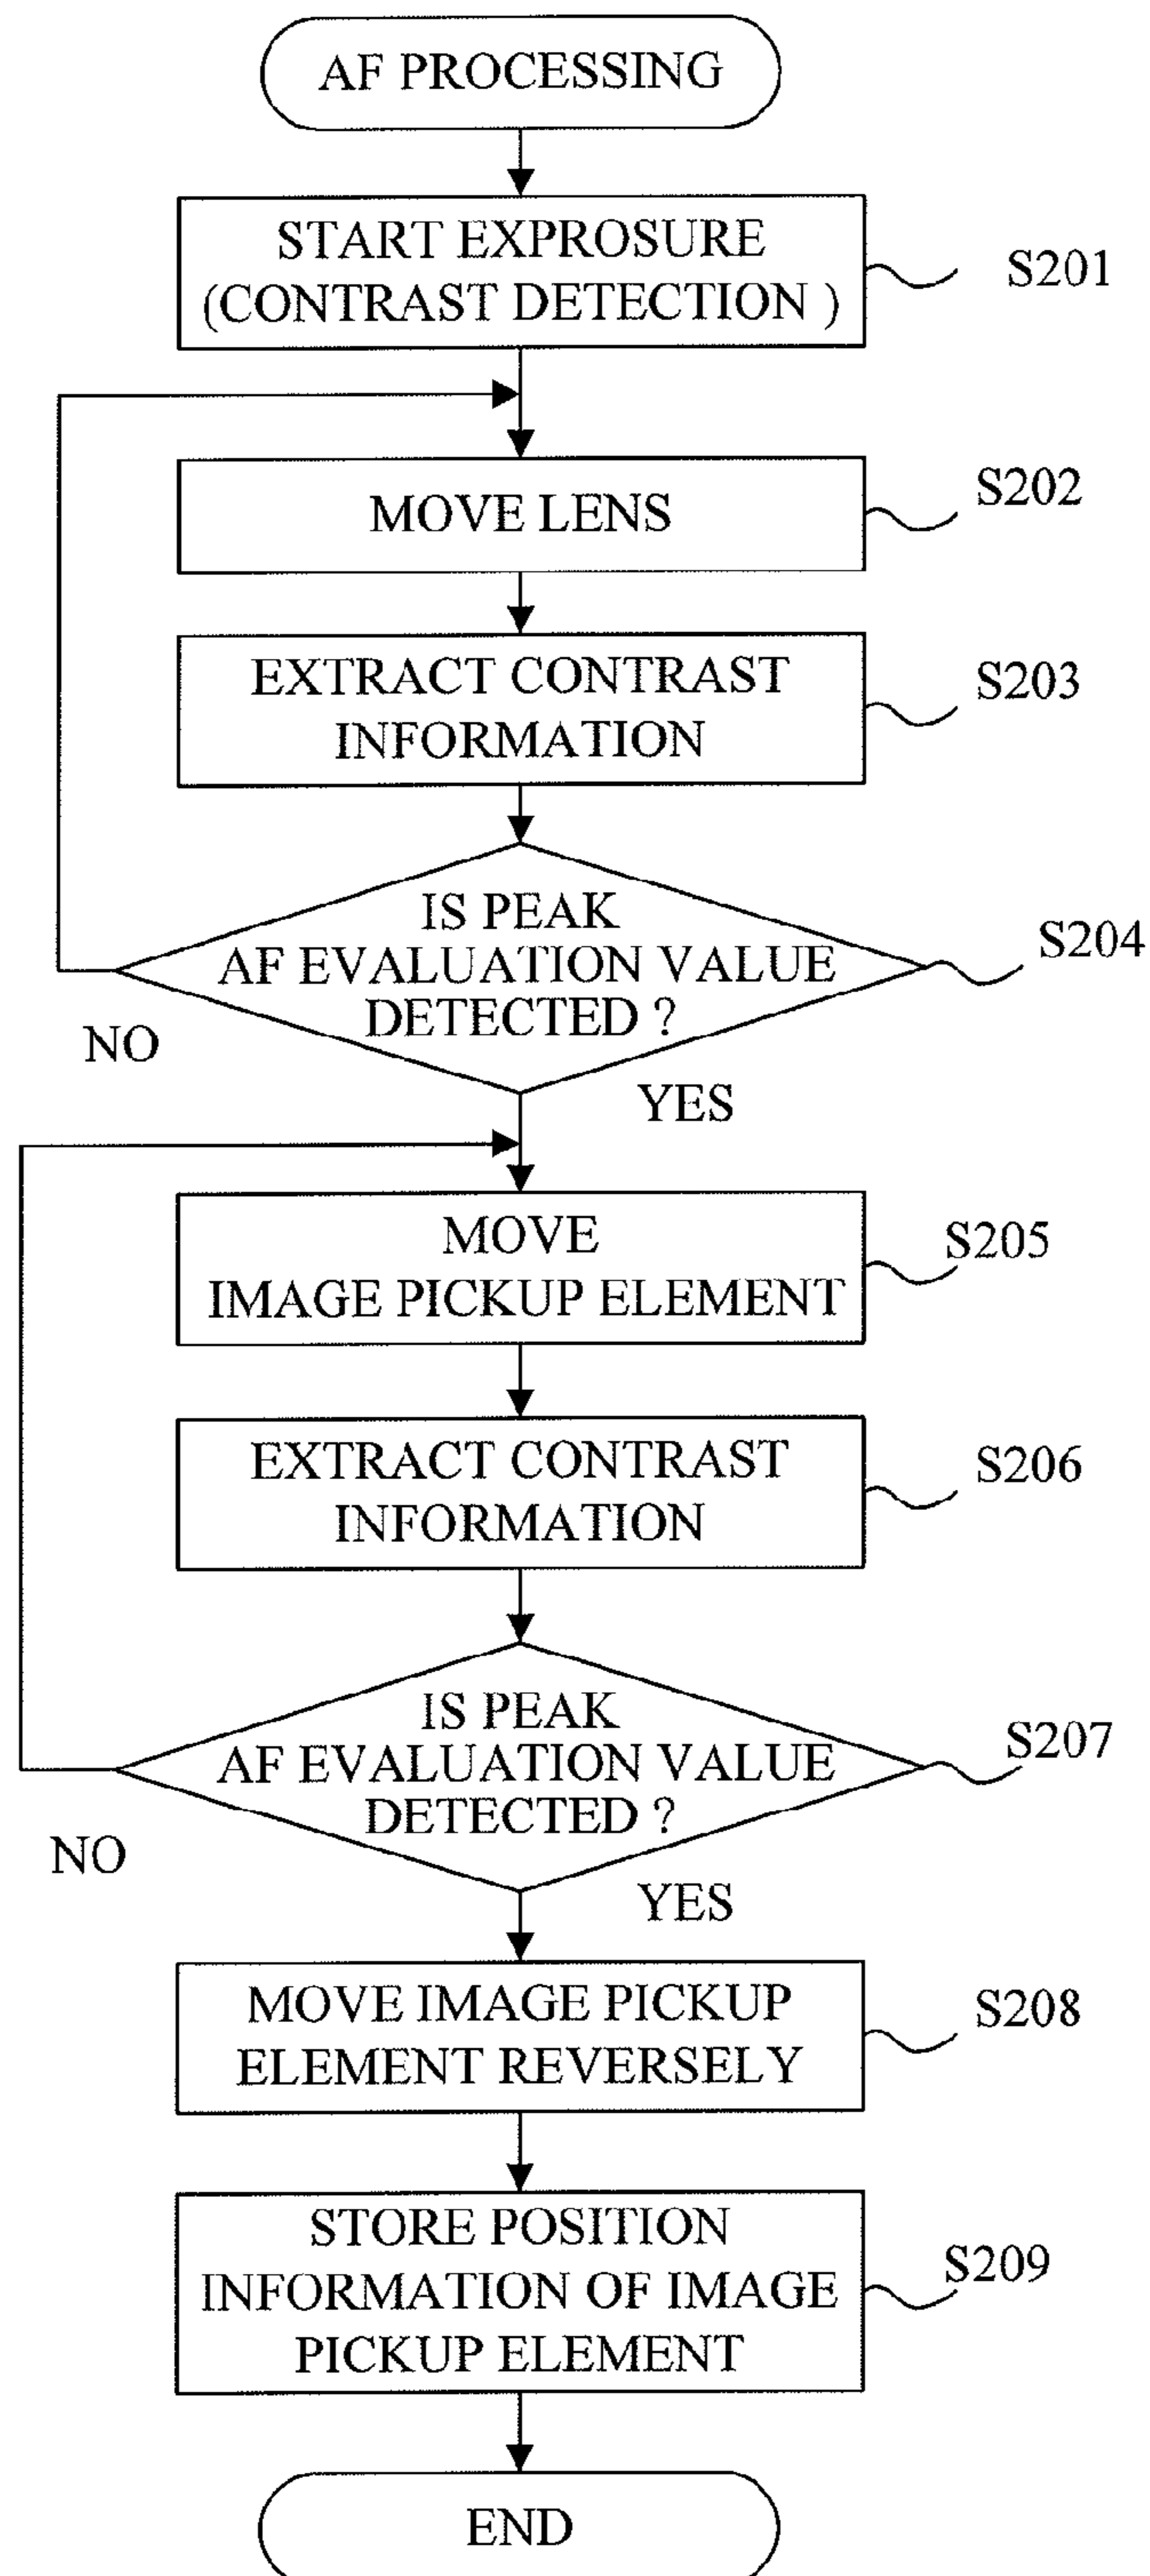 AF PROCESSING
START EXPROSURE
(CONTRAST DETECTION )
S201
MOVE LENS
S202
EXTRACT CONTRAST
INFORMATION
S203
IS PEAK
AF EVALUATION VALUE
DETECTED ?
S204
NO
YES
MOVE
IMAGE PICKUP ELEMENT
S205
EXTRACT CONTRAST
INFORMATION
S206
IS PEAK
AF EVALUATION VALUE
DETECTED ?
S207
NO
YES
MOVE IMAGE PICKUP
ELEMENT REVERSELY
S208
STORE POSITION
INFORMATION OF IMAGE
PICKUP ELEMENT
S209
END